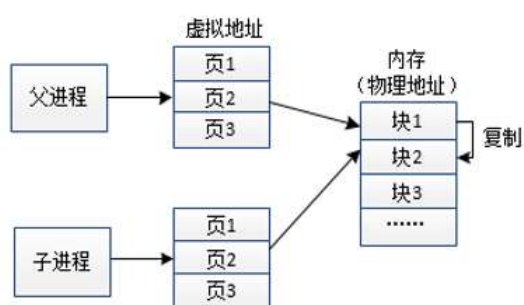 虚拟地址
父进程
页1
页2
页3
内存
(物理地址)
块1
块2
块3
……
复制
子进程
页1
页2
页3